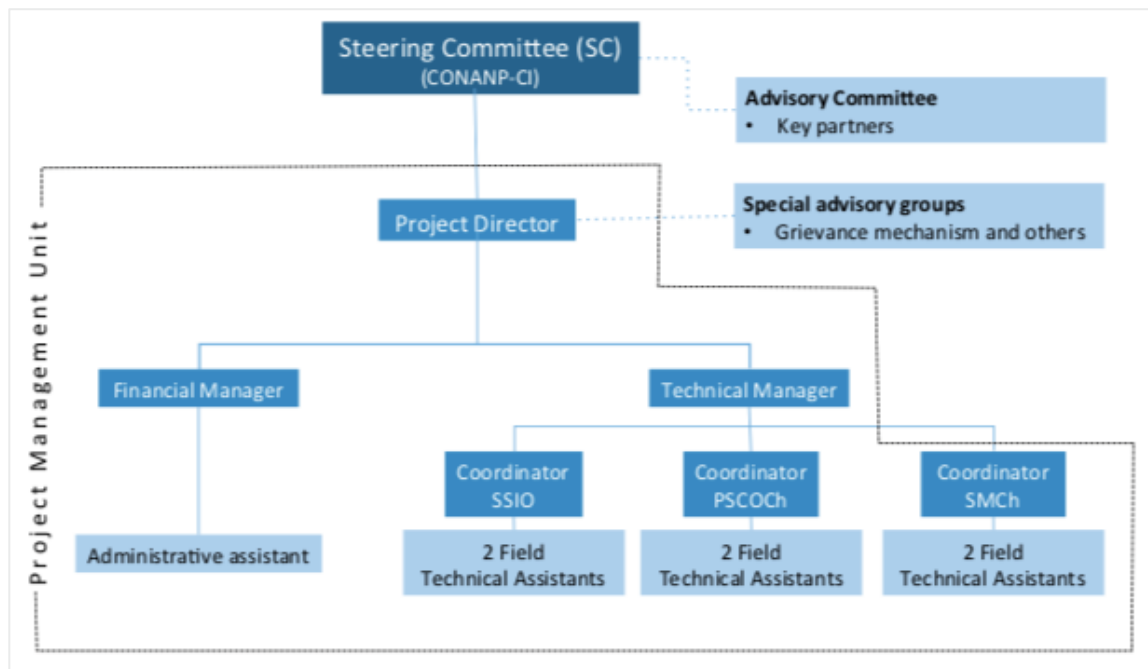 Steering Committee (SC)
(CONANP-CI)
Advisory Committee
• Key partners
Project Director
Special advisory groups
• Grievance mechanism and others
Project Management Unit
Financial Manager
Technical Manager
Coordinator
SSIO
Coordinator
PSCOCh
Coordinator
SMCh
Administrative assistant
2 Field
Technical Assistants
2 Field
Technical Assistants
2 Field
Technical Assistants